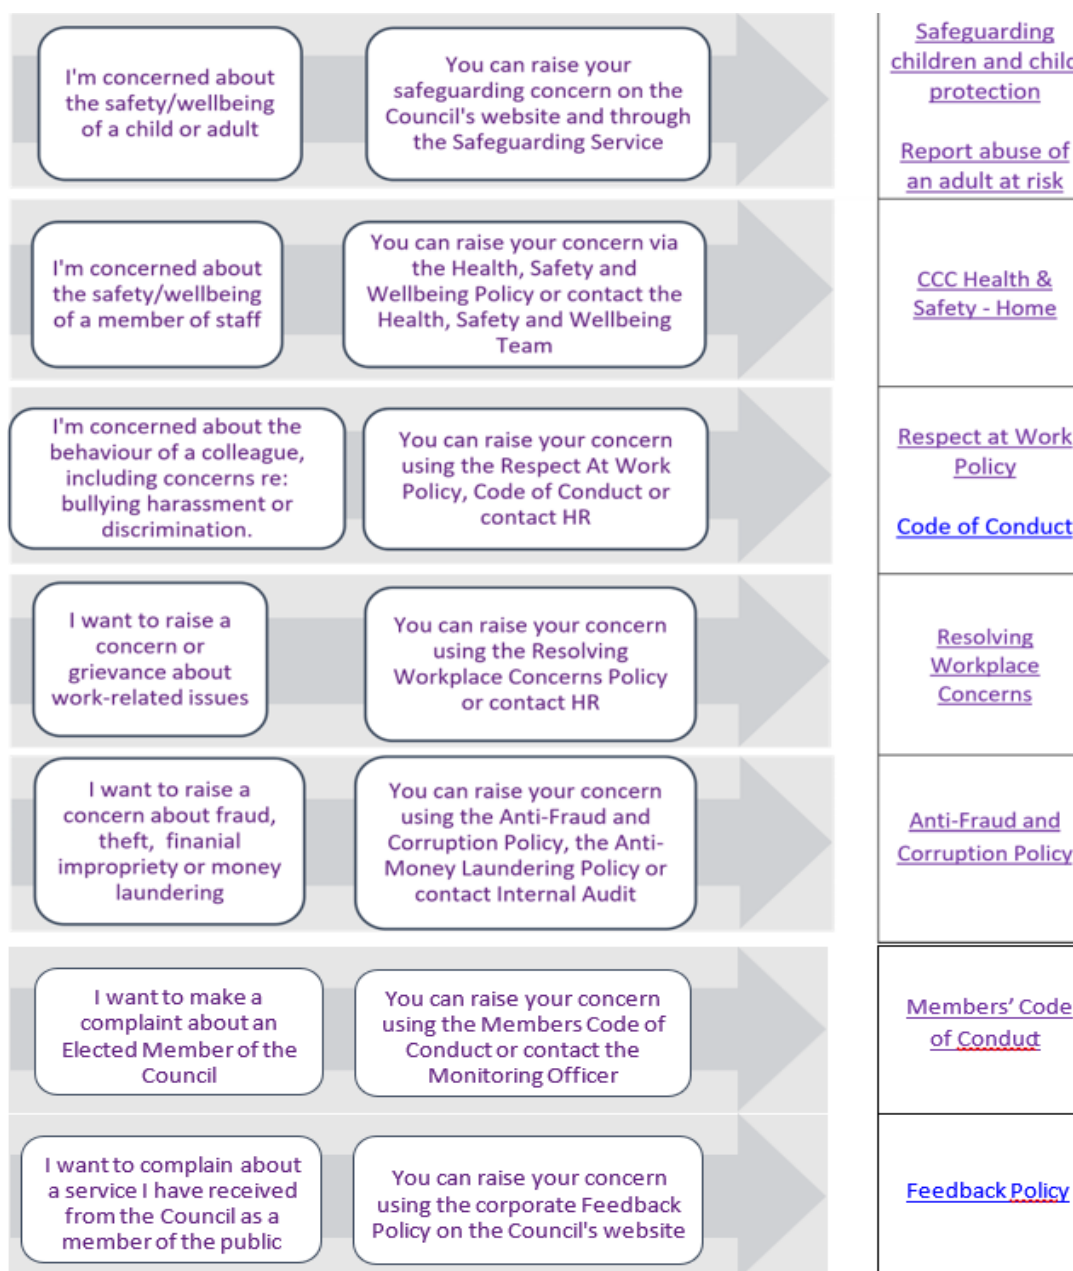 I'm concerned about
the safety/wellbeing
of a child or adult
You can raise your
safeguarding concern on the
Council's website and through
the Safeguarding Service
Safeguarding
children and child
protection
Report abuse of
an adult at risk
I'm concerned about
the safety/wellbeing
of a member of staff
You can raise your concern via
the Health, Safety and
Wellbeing Policy or contact the
Health, Safety and Wellbeing
Team
CCC Health &
Safety - Home
I'm concerned about the
behaviour of a colleague,
including concerns re:
bullying harassment or
discrimination.
You can raise your concern
using the Respect At Work
Policy, Code of Conduct or
contact HR
Respect at Work
Policy
Code of Conduct
I want to raise a
concern or
grievance about
work-related issues
You can raise your concern
using the Resolving
Workplace Concerns Policy
or contact HR
Resolving
Workplace
Concerns
I want to raise a
concern about fraud,
theft, finanial
impropriety or money
laundering
You can raise your concern
using the Anti-Fraud and
Corruption Policy, the Anti-
Money Laundering Policy or
contact Internal Audit
Anti-Fraud and
Corruption Policy
I want to make a
complaint about an
Elected Member of the
Council
You can raise your concern
using the Members Code of
Conduct or contact the
Monitoring Officer
Members' Code
of Conduct
I want to complain about
a service I have received
from the Council as a
member of the public
You can raise your concern
using the corporate Feedback
Policy on the Council's website
Feedback Policy